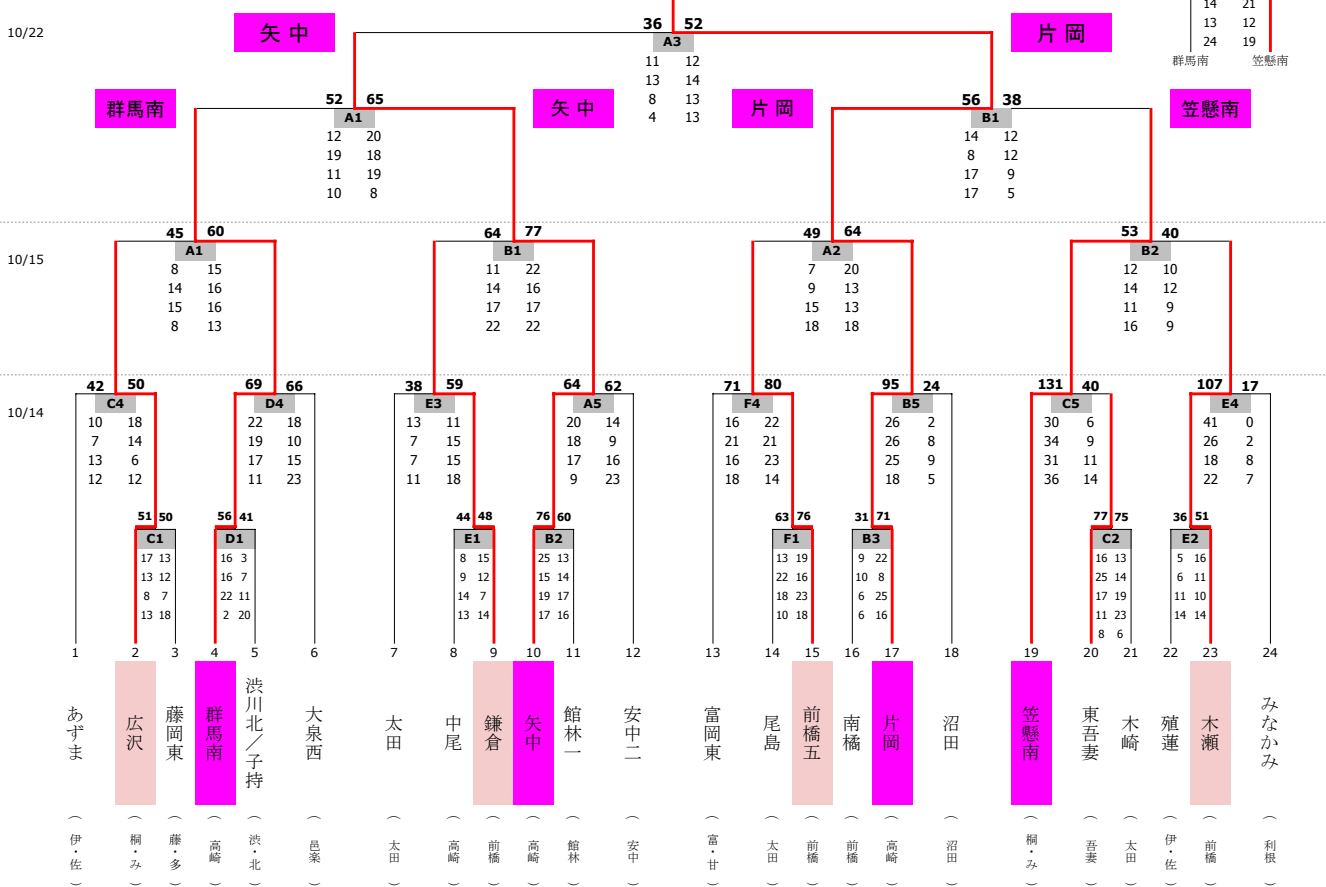 14 21
10/22 矢中 36 52 片岡 13 12
A3 24 19
11 12 群馬南 笠懸南
13 14
群馬南 52 65 矢中 8 13 片岡 56 38 笠懸南
A1 4 13 B1
12 20 14 12
19 18 8 12
11 19 17 9
10 8 17 5
45 60 64 77 49 64 53 40
10/15 A1 B1 A2 B2
8 15 11 22 7 20 12 10
14 16 14 16 9 13 14 12
15 16 17 17 15 13 11 9
8 13 22 22 18 18 16 9
42 50 69 66 38 59 64 62 71 80 95 24 131 40 107 17
10/14 C4 D4 E3 A5 F4 B5 C5 E4
10 18 22 18 13 11 20 14 16 22 26 2 30 6 41 0
7 14 19 10 7 15 18 9 21 21 26 8 34 9 26 2
13 6 17 15 7 15 17 16 16 23 25 9 31 11 18 8
12 12 11 23 11 18 9 23 18 14 18 5 36 14 22 7
51 50 56 41 44 48 76 60 63 76 31 71 77 75 36 51
C1 D1 E1 B2 F1 B3 C2 E2
17 13 16 3 8 15 25 13 13 19 9 22 16 13 5 16
13 12 16 7 9 12 15 14 22 16 10 8 25 14 6 11
8 7 22 11 14 7 19 17 18 23 6 25 17 19 11 10
13 18 2 20 13 14 17 16 10 18 6 16 11 23 14 14
8 6
1 2 3 4 5 6 7 8 9 10 11 12 13 14 15 16 17 18 19 20 21 22 23 24
あずま
広沢
藤岡東
群馬南
渋川北/子持
大泉西
太田
中尾
鎌倉
矢中
館林一
安中二
富岡東
尾島
前橋五
南橘
片岡
沼田
笠懸南
東吾妻
木崎
殖蓮
木瀬
みなかみ
(伊・佐)
(桐・み)
(藤・多)
(高崎)
(渋・北)
(邑楽)
(太田)
(高崎)
(前橋)
(高崎)
(館林)
(安中)
(富・甘)
(太田)
(前橋)
(前橋)
(高崎)
(沼田)
(桐・み)
(吾妻)
(太田)
(伊・佐)
(前橋)
(利根)